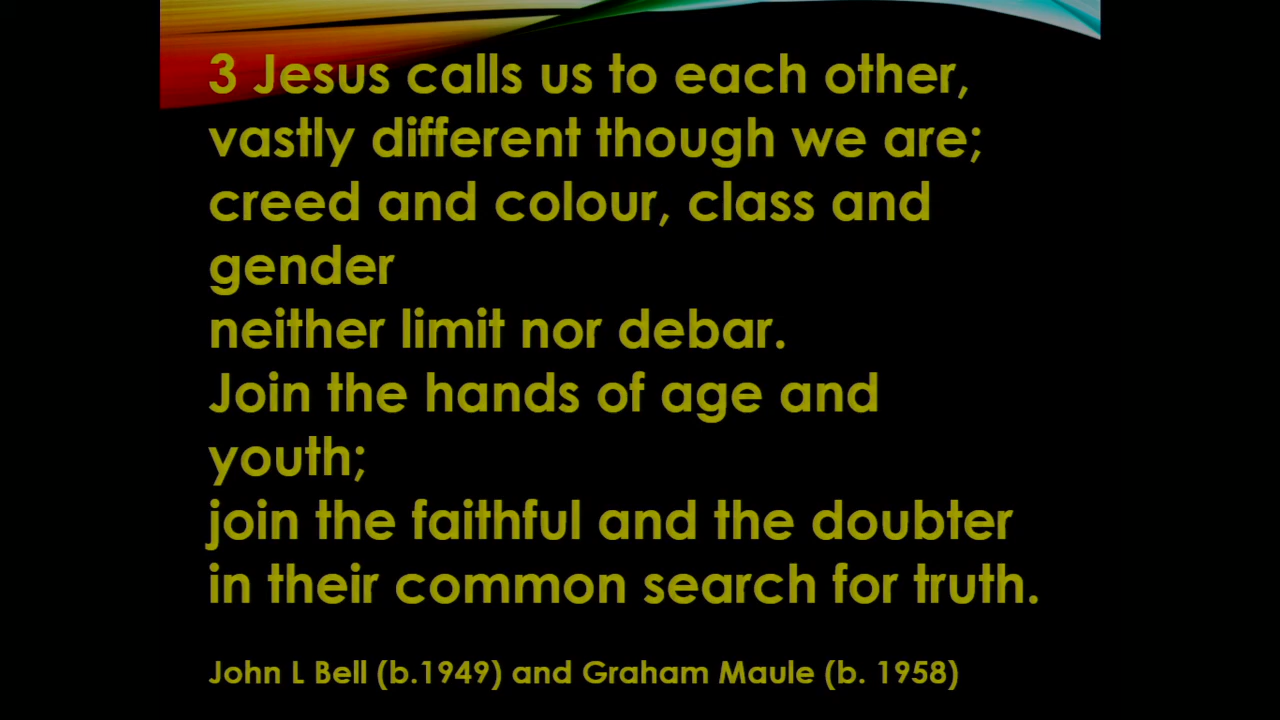 3 Jesus calls us to each other,
vastly different though we are;
creed and colour, class and
gender
neither limit nor debar.
Join the hands of age and
youth;
join the faithful and the doubter
in their common search for truth.
John L Bell (b.1949) and Graham Maule (b. 1958)